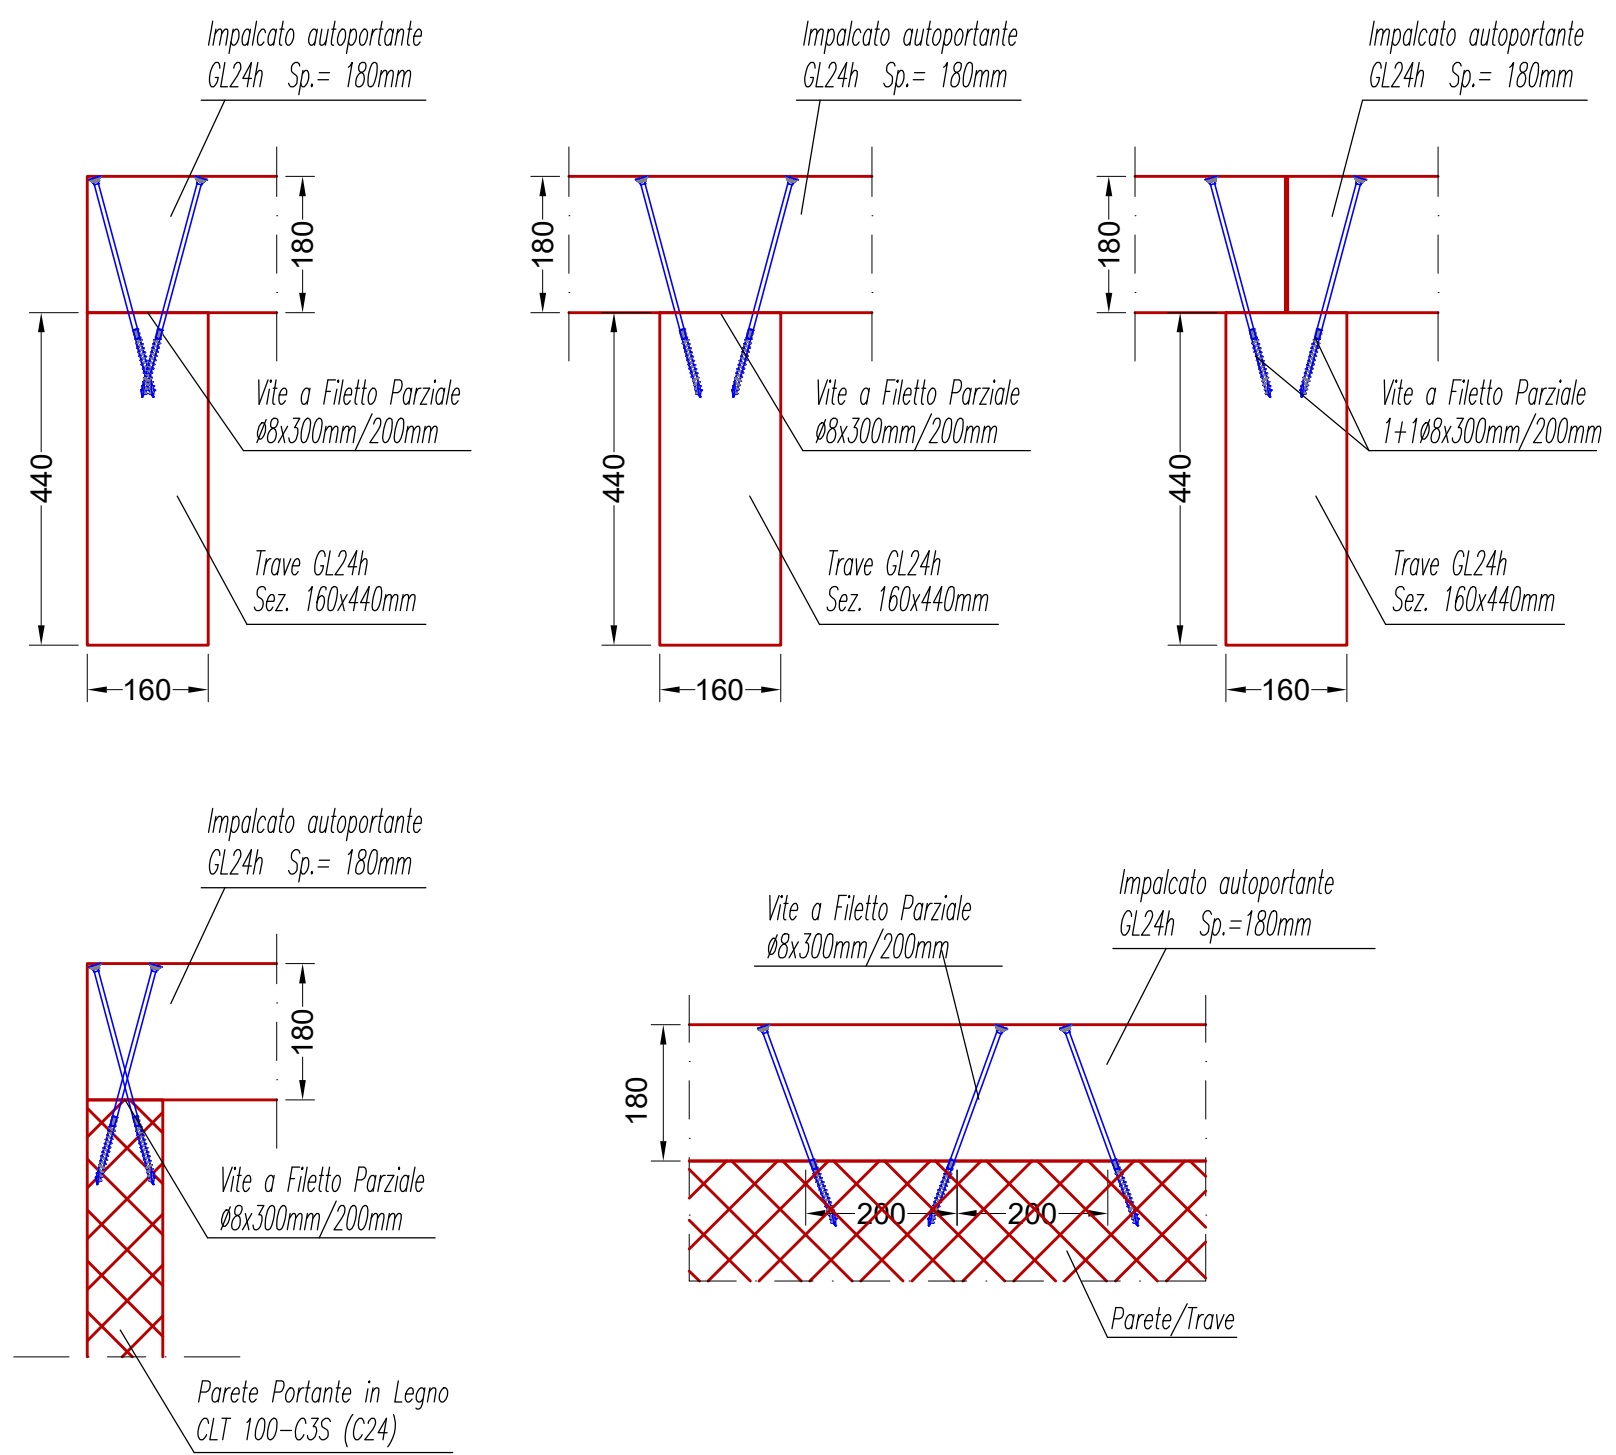 Impalcato autoportante
GL24h Sp.= 180mm
180
440
Vite a Filetto Parziale
ø8x300mm/200mm
Trave GL24h
Sez. 160x440mm
160
Impalcato autoportante
GL24h Sp.= 180mm
180
440
Vite a Filetto Parziale
ø8x300mm/200mm
Trave GL24h
Sez. 160x440mm
160
Impalcato autoportante
GL24h Sp.= 180mm
180
440
Vite a Filetto Parziale
1+1ø8x300mm/200mm
Trave GL24h
Sez. 160x440mm
160
Impalcato autoportante
GL24h Sp.= 180mm
180
Vite a Filetto Parziale
ø8x300mm/200mm
Parete Portante in Legno
CLT 100-C3S (C24)
Vite a Filetto Parziale
ø8x300mm/200mm
Impalcato autoportante
GL24h Sp.=180mm
180
200
200
Parete/Trave